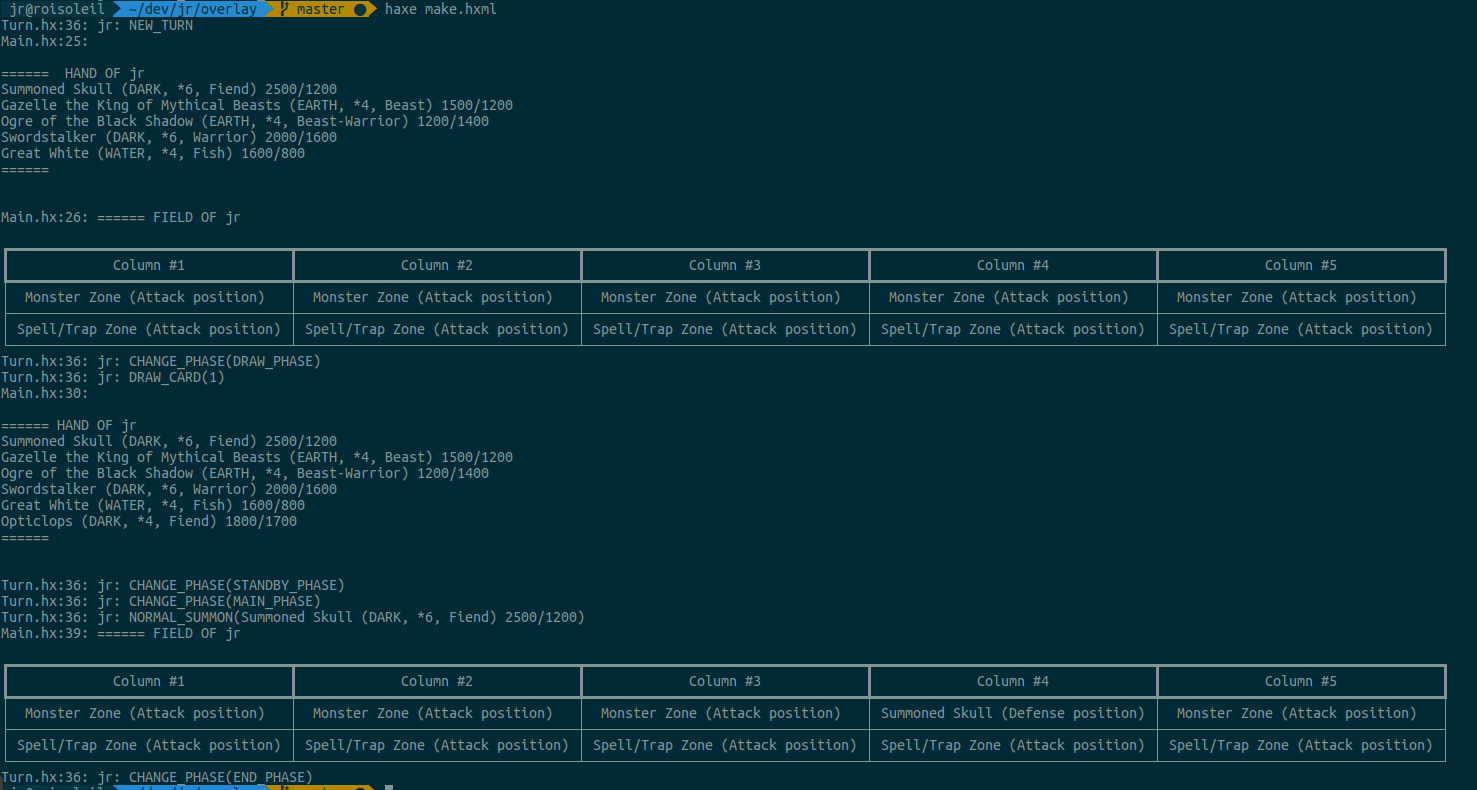 jr@roisoleil ~/dev/jr/overlay master ● haxe make.hxml
Turn.hx:36: jr: NEW_TURN
Main.hx:25:
======  HAND OF jr
Summoned Skull (DARK, *6, Fiend) 2500/1200
Gazelle the King of Mythical Beasts (EARTH, *4, Beast) 1500/1200
Ogre of the Black Shadow (EARTH, *4, Beast-Warrior) 1200/1400
Swordstalker (DARK, *6, Warrior) 2000/1600
Great White (WATER, *4, Fish) 1600/800
======
Main.hx:26: ====== FIELD OF jr
Column #1 Column #2 Column #3 Column #4 Column #5
Monster Zone (Attack position) Monster Zone (Attack position) Monster Zone (Attack position) Monster Zone (Attack position) Monster Zone (Attack position)
Spell/Trap Zone (Attack position) Spell/Trap Zone (Attack position) Spell/Trap Zone (Attack position) Spell/Trap Zone (Attack position) Spell/Trap Zone (Attack position)
Turn.hx:36: jr: CHANGE_PHASE(DRAW_PHASE)
Turn.hx:36: jr: DRAW_CARD(1)
Main.hx:30:
====== HAND OF jr
Summoned Skull (DARK, *6, Fiend) 2500/1200
Gazelle the King of Mythical Beasts (EARTH, *4, Beast) 1500/1200
Ogre of the Black Shadow (EARTH, *4, Beast-Warrior) 1200/1400
Swordstalker (DARK, *6, Warrior) 2000/1600
Great White (WATER, *4, Fish) 1600/800
Opticlops (DARK, *4, Fiend) 1800/1700
======
Turn.hx:36: jr: CHANGE_PHASE(STANDBY_PHASE)
Turn.hx:36: jr: CHANGE_PHASE(MAIN_PHASE)
Turn.hx:36: jr: NORMAL_SUMMON(Summoned Skull (DARK, *6, Fiend) 2500/1200)
Main.hx:39: ====== FIELD OF jr
Column #1 Column #2 Column #3 Column #4 Column #5
Monster Zone (Attack position) Monster Zone (Attack position) Monster Zone (Attack position) Summoned Skull (Defense position) Monster Zone (Attack position)
Spell/Trap Zone (Attack position) Spell/Trap Zone (Attack position) Spell/Trap Zone (Attack position) Spell/Trap Zone (Attack position) Spell/Trap Zone (Attack position)
Turn.hx:36: jr: CHANGE_PHASE(END_PHASE)